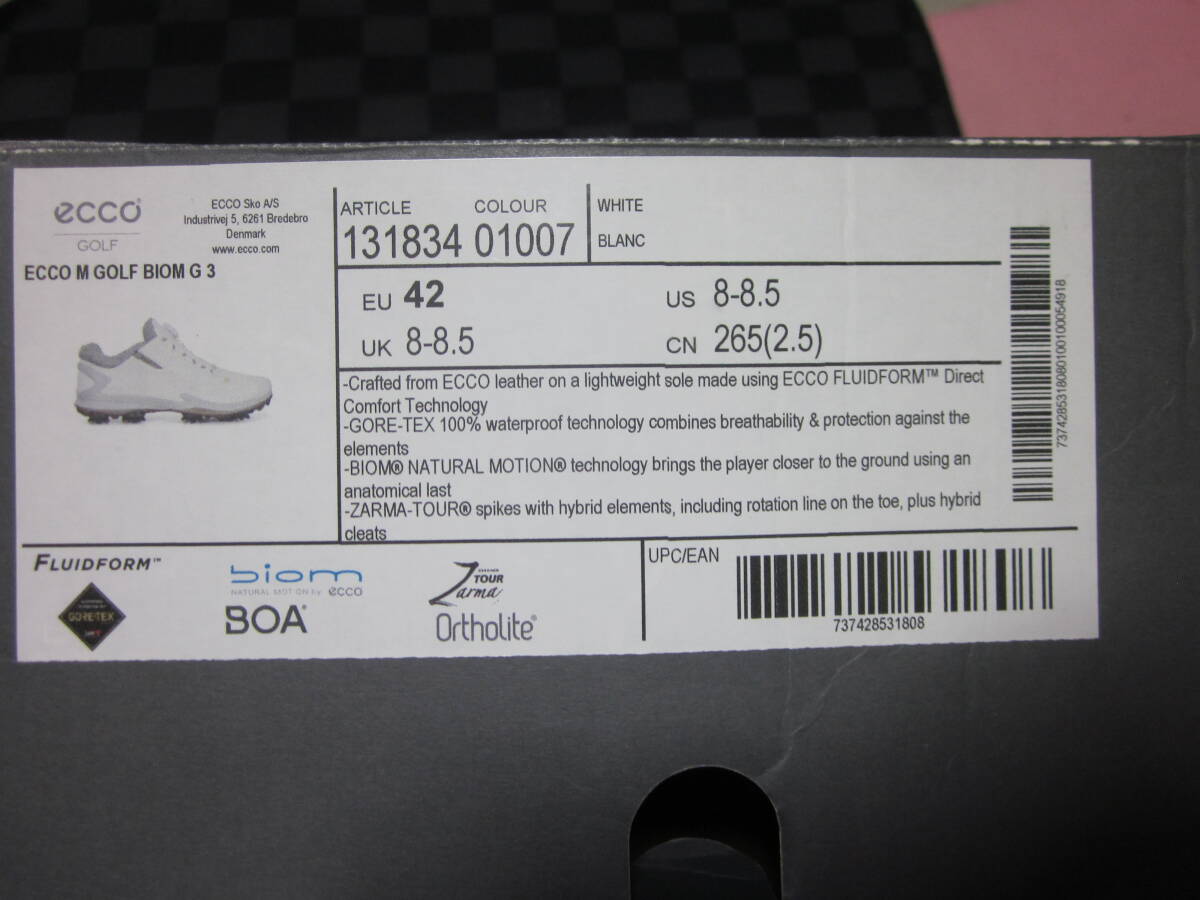 ecco
GOLF
ECCO Sko A/S
Industrivej 5, 6261 Bredebro
Denmark
www.ecco.com
ECCO M GOLF BIOM G 3
ARTICLE COLOUR
131834 01007
WHITE
BLANC
EU 42
US 8-8.5
UK 8-8.5
CN 265(2.5)
-Crafted from ECCO leather on a lightweight sole made using ECCO FLUIDFORM™ Direct
Comfort Technology
-GORE-TEX 100% waterproof technology combines breathability & protection against the
elements
-BIOM® NATURAL MOTION® technology brings the player closer to the ground using an
anatomical last
-ZARMA-TOUR® spikes with hybrid elements, including rotation line on the toe, plus hybrid
cleats
7374285318080100100054918
FLUIDFORM™
GORE-TEX
biom
NATURAL MOTION by ecco
BOA®
TOUR
Zarma
Ortholite®
UPC/EAN
737428531808